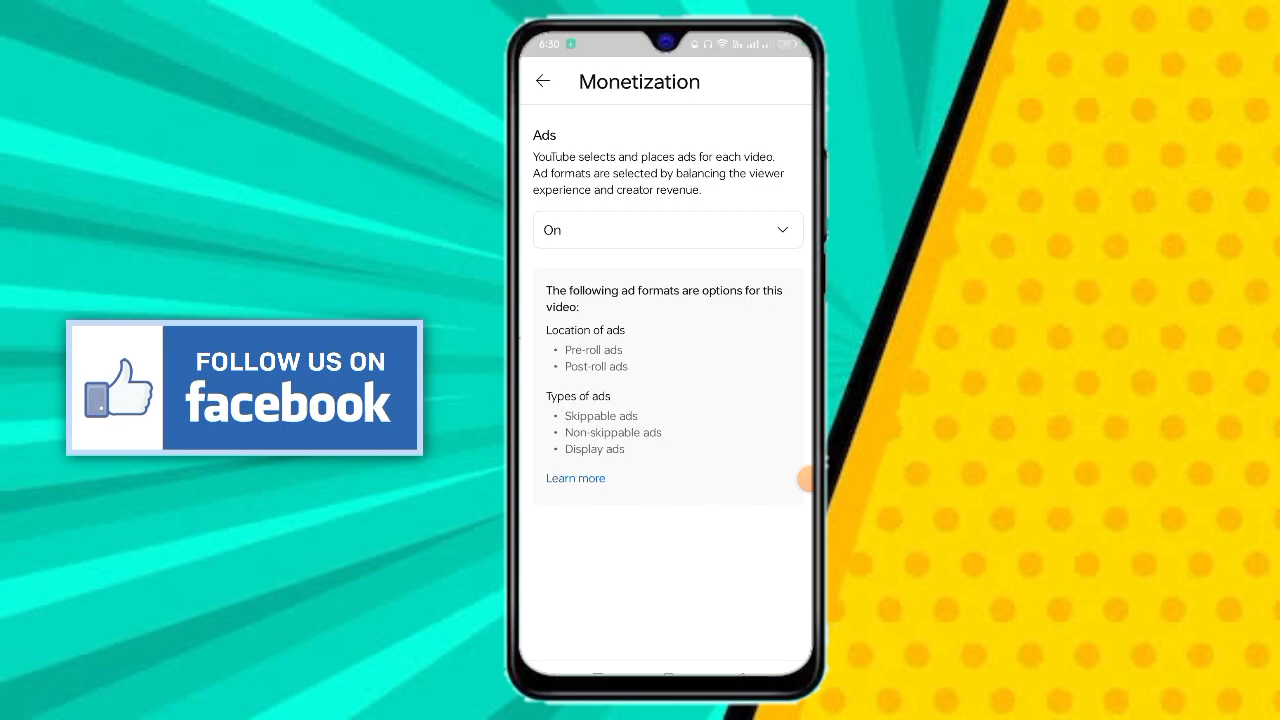 6:30
Monetization
Ads
YouTube selects and places ads for each video.
Ad formats are selected by balancing the viewer
experience and creator revenue.
On
The following ad formats are options for this
video:
Location of ads
• Pre-roll ads
• Post-roll ads
Types of ads
• Skippable ads
• Non-skippable ads
• Display ads
Learn more
FOLLOW US ON
facebook